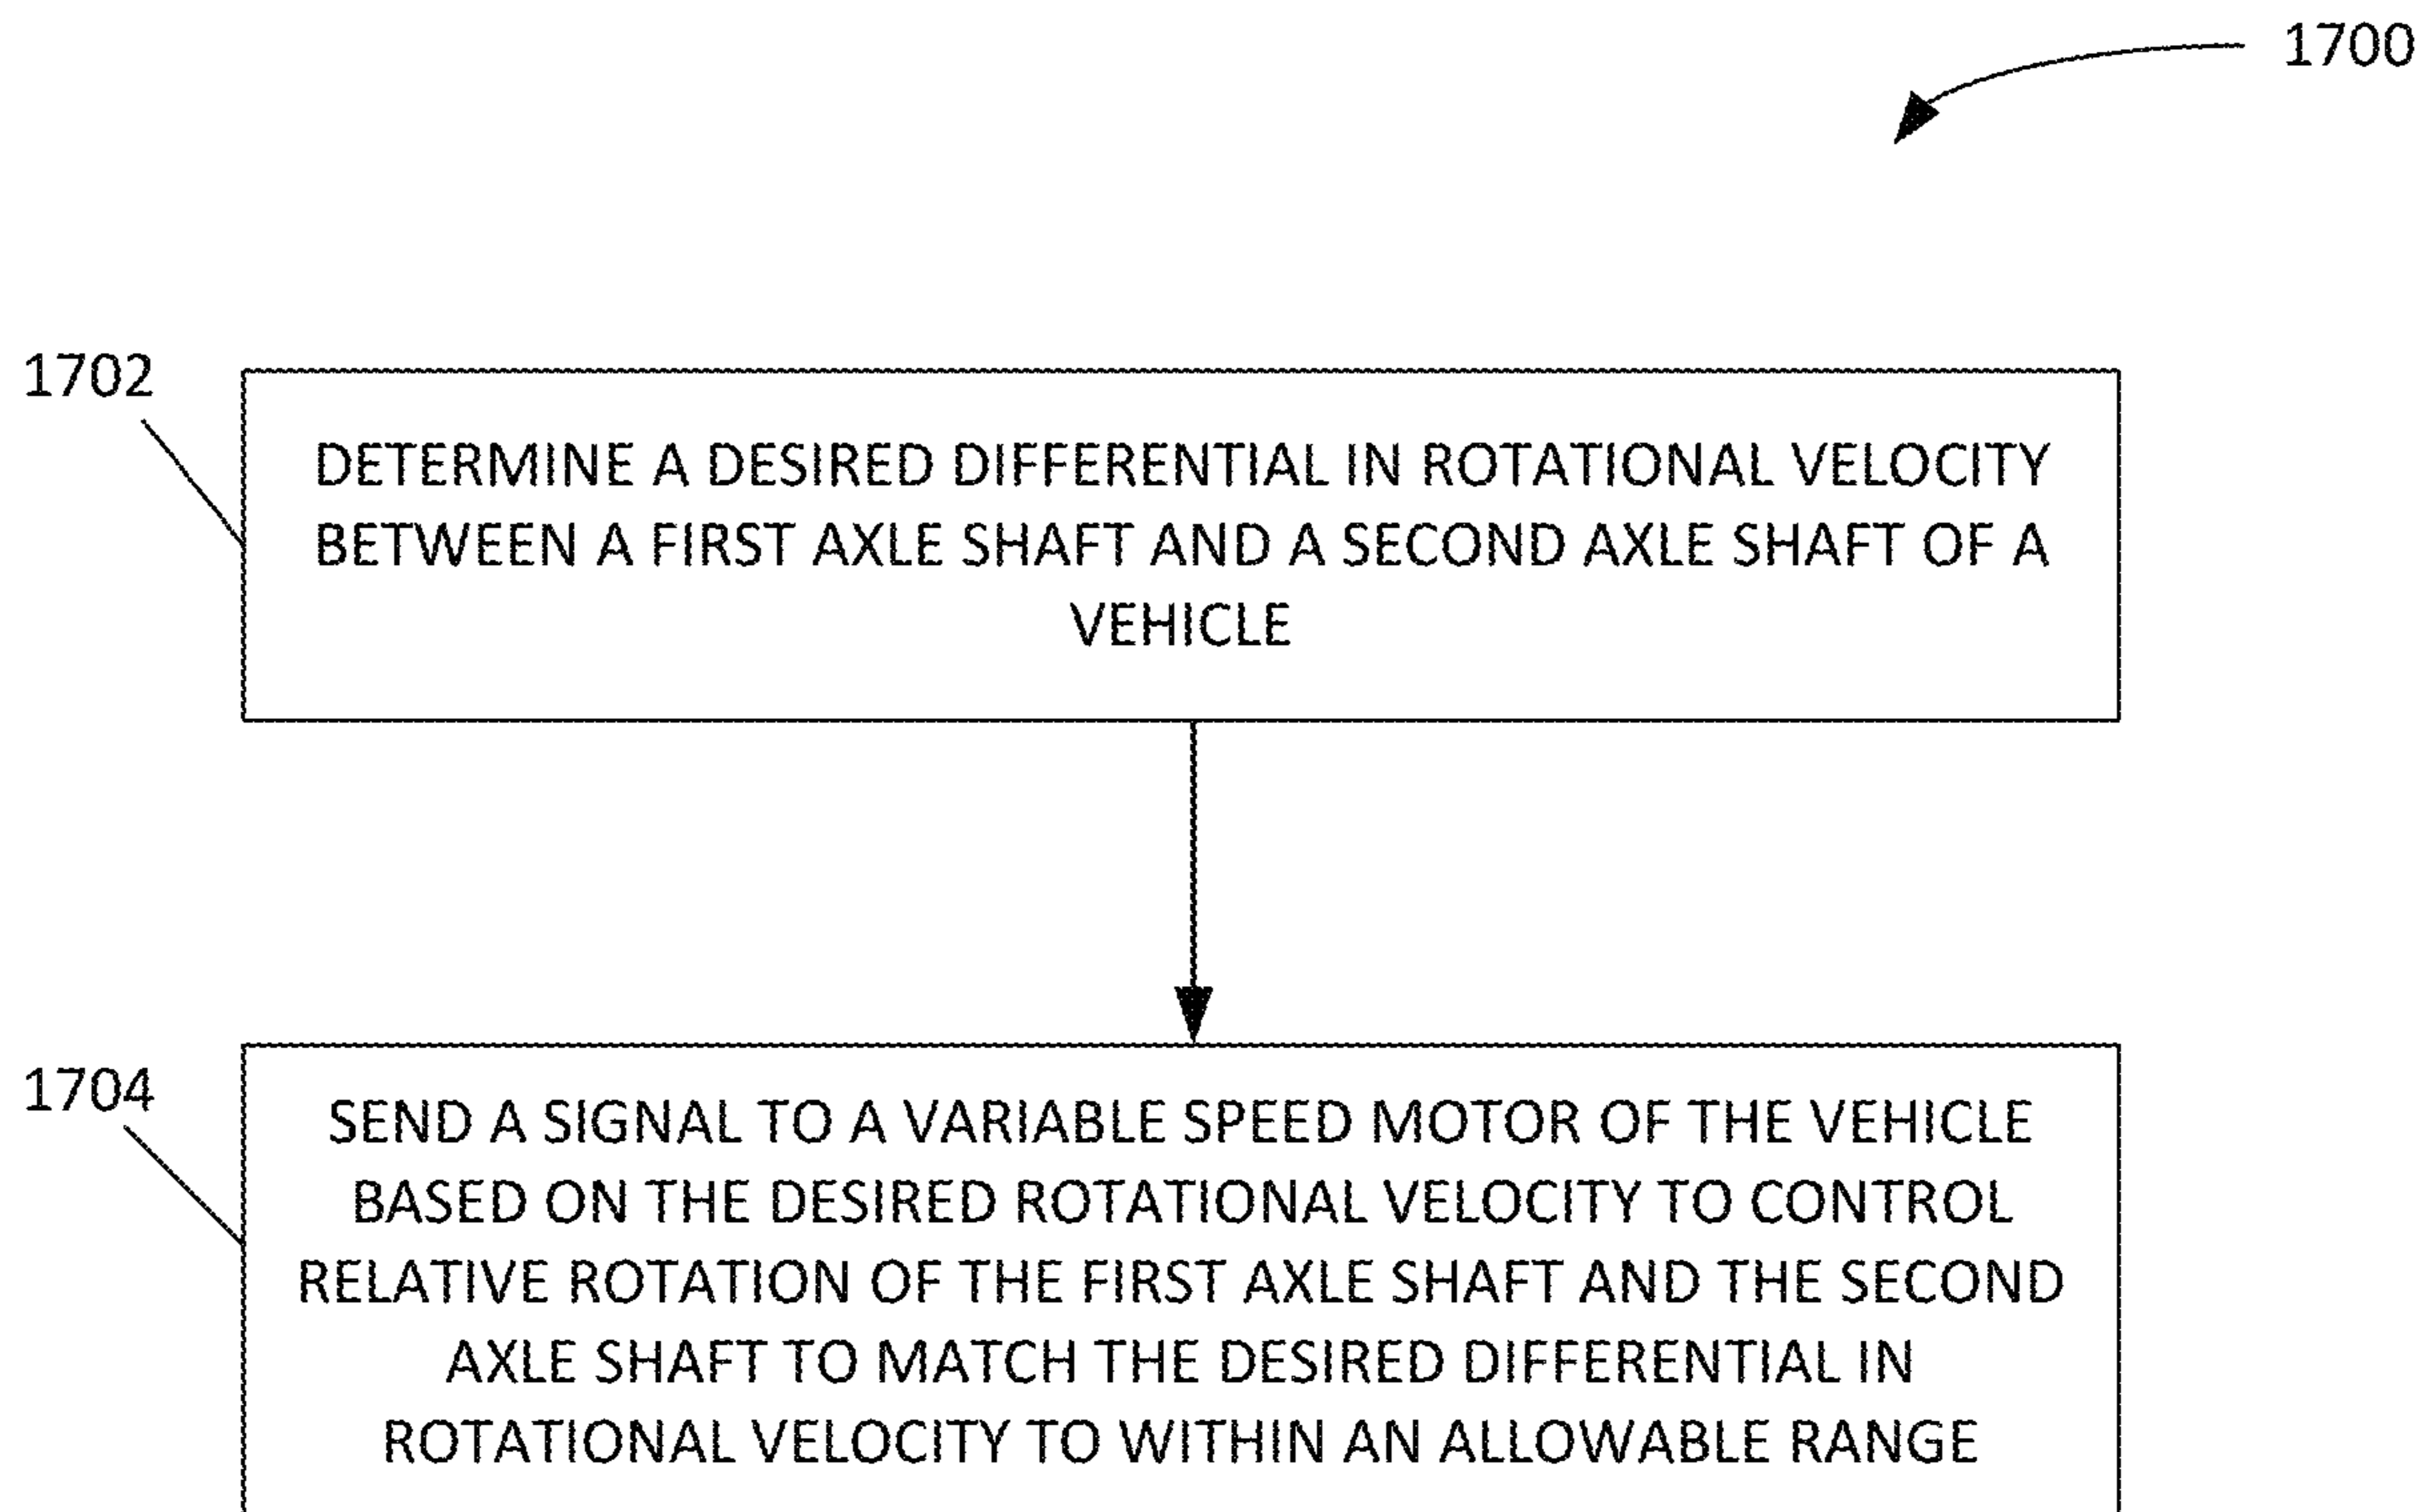 1700
1702
DETERMINE A DESIRED DIFFERENTIAL IN ROTATIONAL VELOCITY
BETWEEN A FIRST AXLE SHAFT AND A SECOND AXLE SHAFT OF A
VEHICLE
1704
SEND A SIGNAL TO A VARIABLE SPEED MOTOR OF THE VEHICLE
BASED ON THE DESIRED ROTATIONAL VELOCITY TO CONTROL
RELATIVE ROTATION OF THE FIRST AXLE SHAFT AND THE SECOND
AXLE SHAFT TO MATCH THE DESIRED DIFFERENTIAL IN
ROTATIONAL VELOCITY TO WITHIN AN ALLOWABLE RANGE